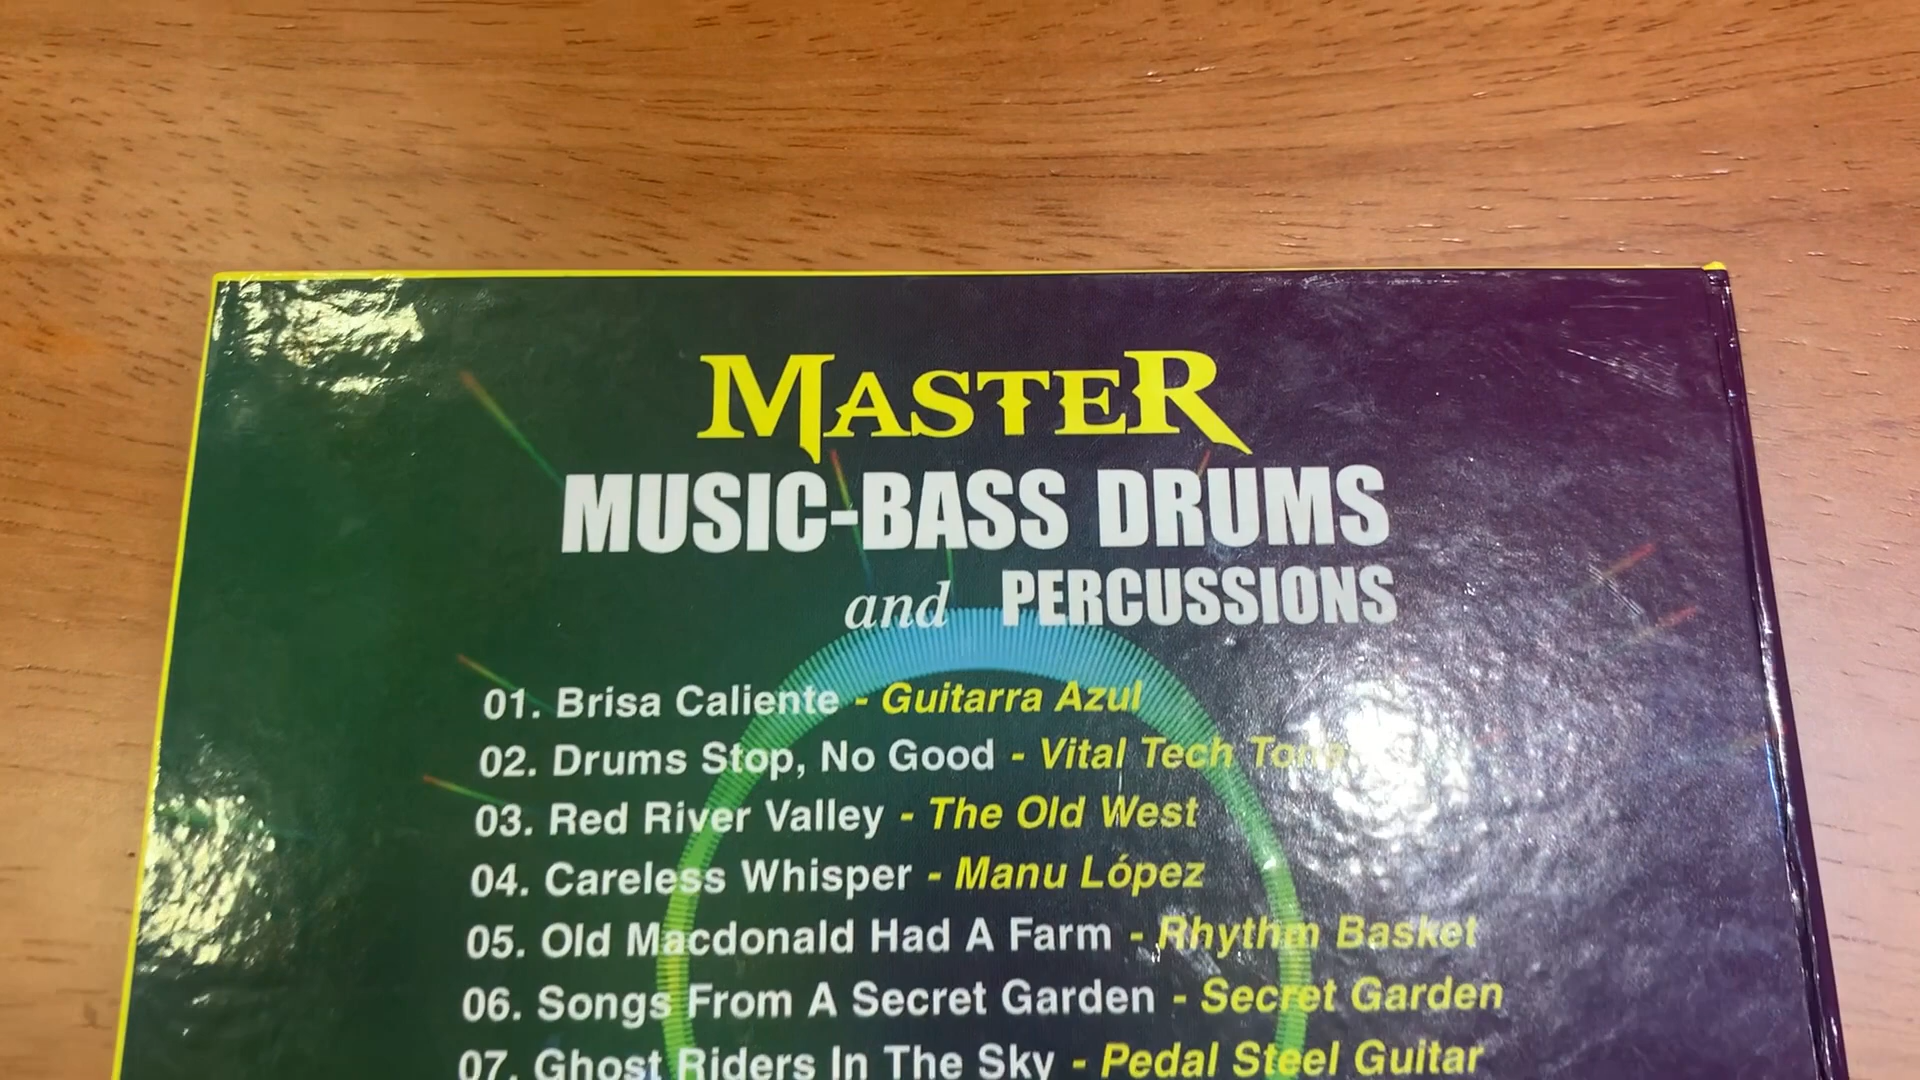 MASTER
MUSIC-BASS DRUMS
and PERCUSSIONS
01. Brisa Caliente - Guitarra Azul
02. Drums Stop, No Good - Vital Tech
03. Red River Valley - The Old West
04. Careless Whisper - Manu López
05. Old Macdonald Had A Farm - Rhythm Basket
06. Songs From A Secret Garden - Secret Garden
07. Ghost Riders In The Sky - Pedal Steel Guitar